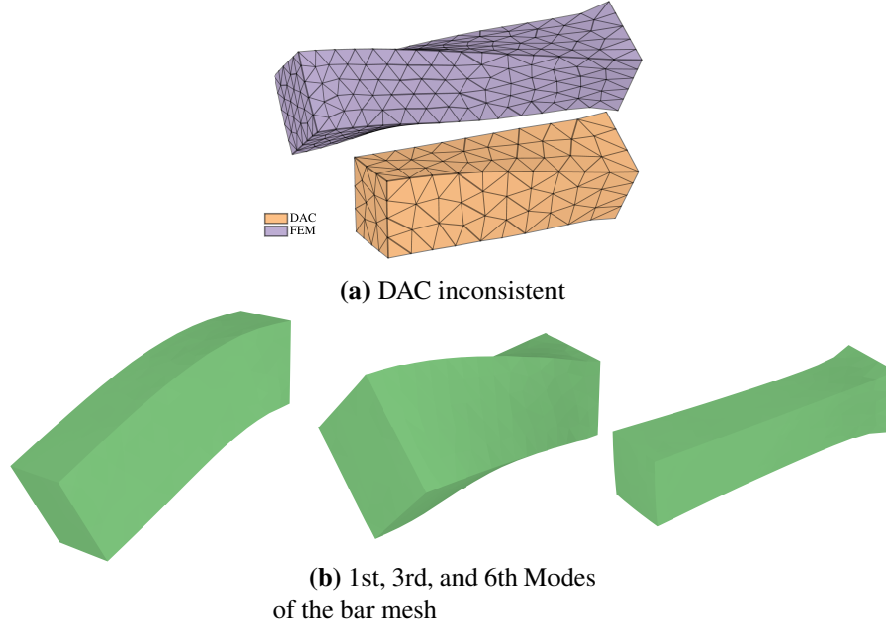 DAC
FEM
(a) DAC inconsistent
(b) 1st, 3rd, and 6th Modes
of the bar mesh